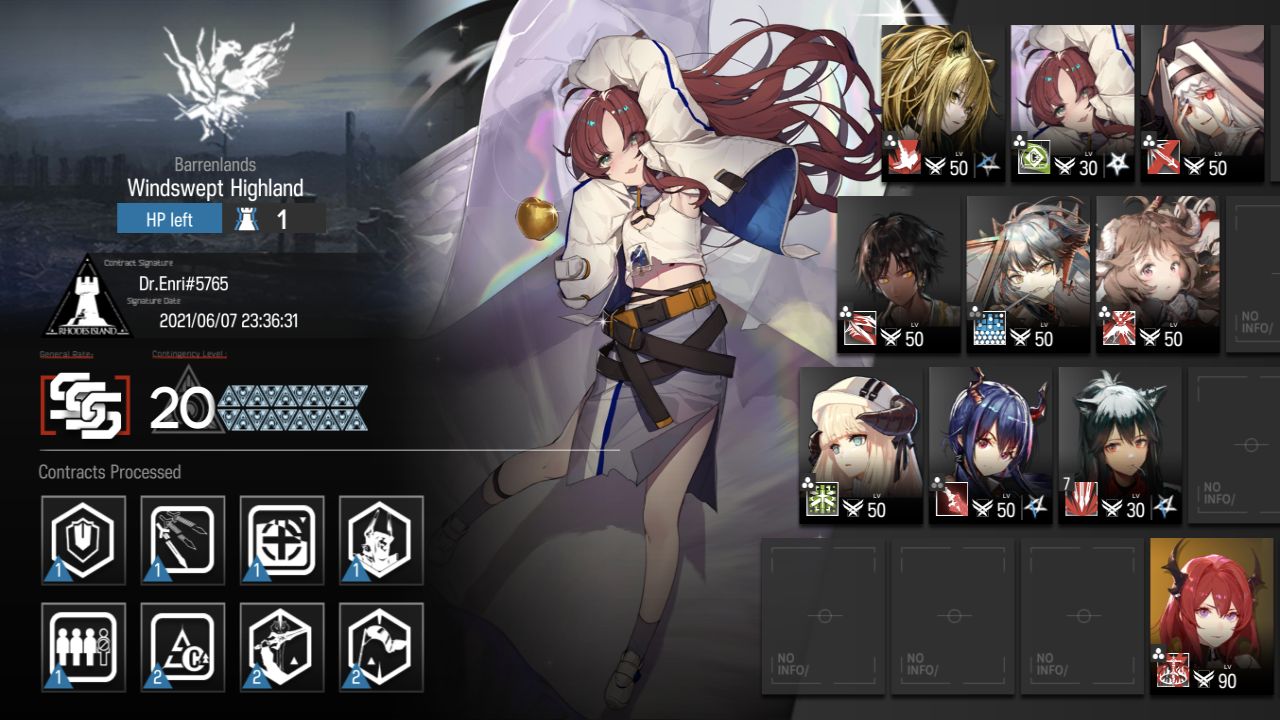 Barrenlands
Windswept Highland
HP left 1
Contract Signature
Dr.Enri#5765
Signature Date
2021/06/07 23:36:31
RHODES ISLAND
General Rate:
Contingency Level:
SSS
20
Contracts Processed
1
1
1
1
1
2
2
2
LV
50
LV
30
LV
50
LV
50
LV
50
LV
50
NO
INFO/
LV
50
LV
50
7
LV
30
NO
INFO/
NO
INFO/
NO
INFO/
NO
INFO/
LV
90